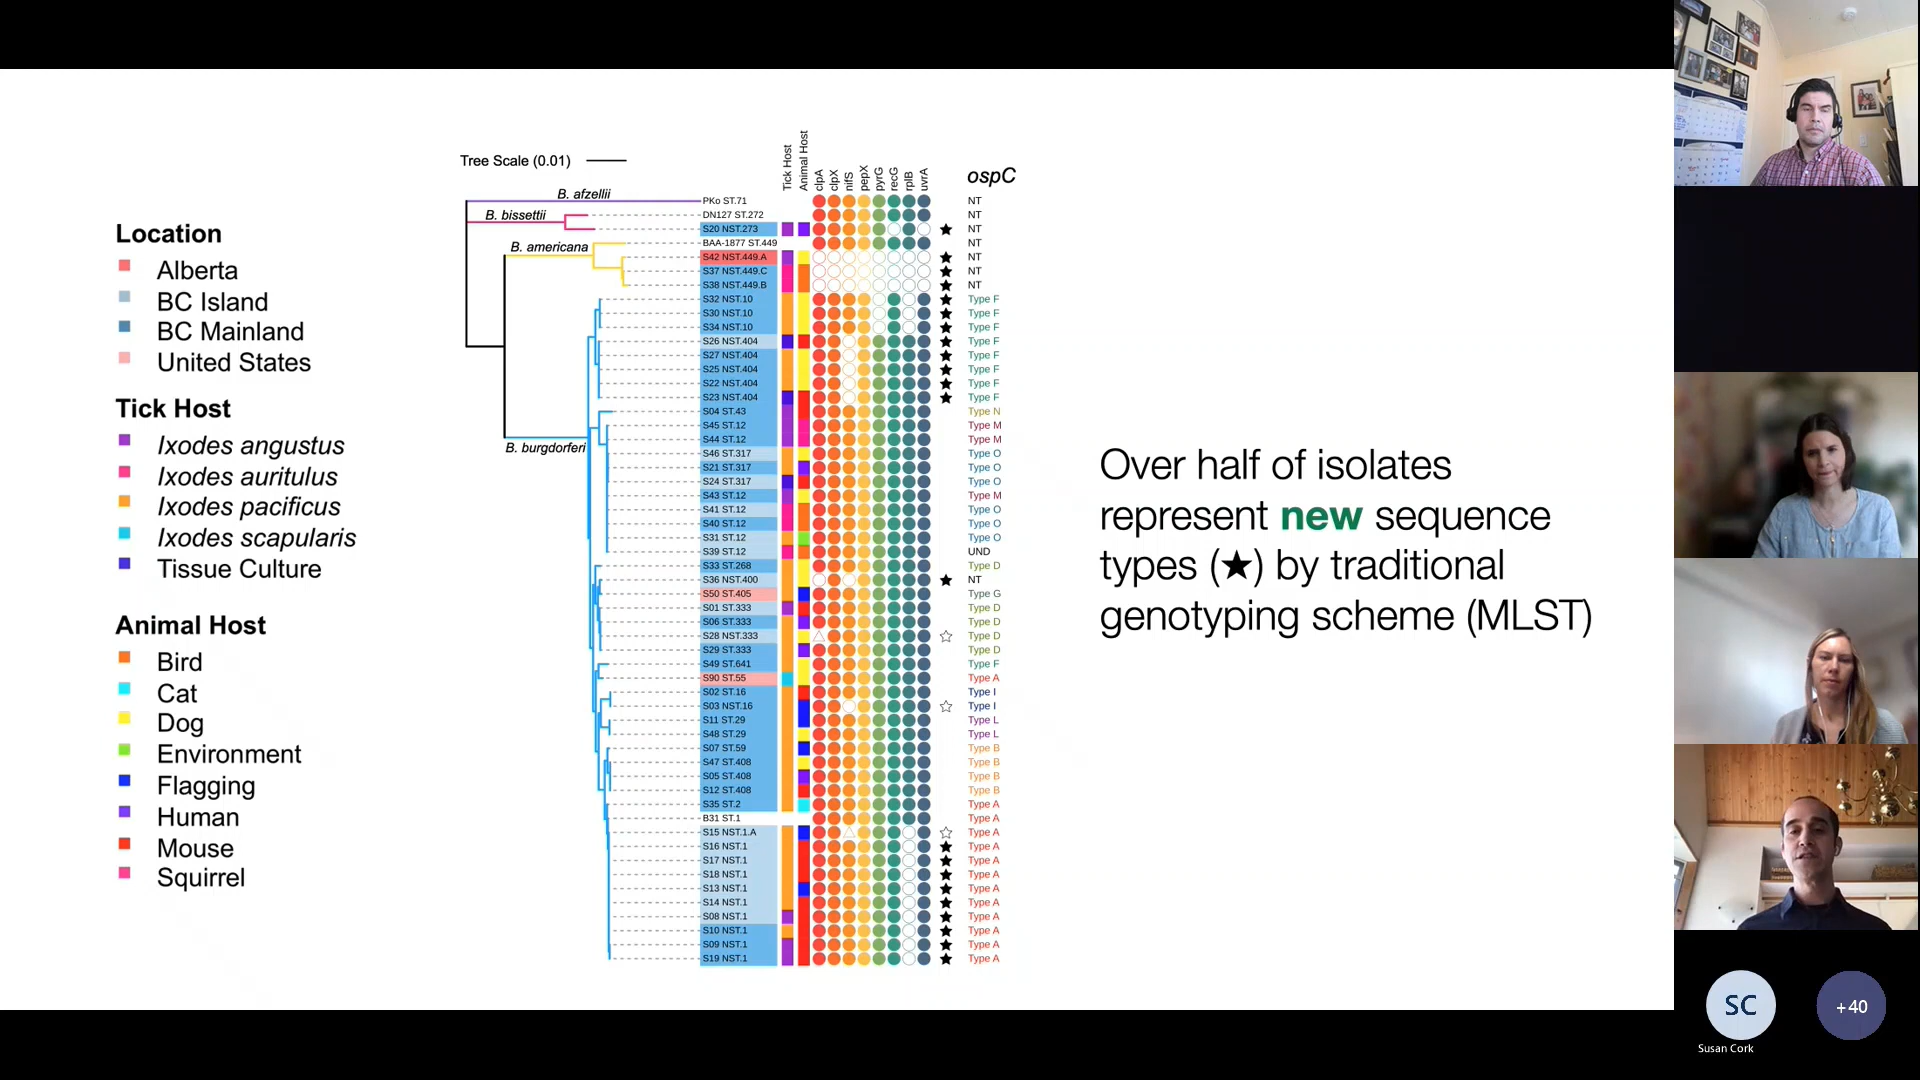 Tree Scale (0.01)
Tick Host
Animal Host
clpA
clpX
nifS
pepX
pyrG
recG
rplB
uvrA
ospC
B. afzellii
B. bissettii
B. americana
B. burgdorferi
PKo ST.71 NT
DN127 ST.272 NT
S20 NST.273 ★ NT
BAA-1877 ST.449 NT
S42 NST.449.A ★ NT
S37 NST.449.C ★ NT
S38 NST.449.B ★ NT
S32 NST.10 ★ Type F
S30 NST.10 ★ Type F
S34 NST.10 ★ Type F
S26 NST.404 ★ Type F
S27 NST.404 ★ Type F
S25 NST.404 ★ Type F
S22 NST.404 ★ Type F
S23 NST.404 ★ Type F
S04 ST.43 Type N
S45 ST.12 Type M
S44 ST.12 Type M
S46 ST.317 Type O
S21 ST.317 Type O
S24 ST.317 Type O
S43 ST.12 Type M
S41 ST.12 Type O
S40 ST.12 Type O
S31 ST.12 Type O
S39 ST.12 UND
S33 ST.268 Type D
S36 NST.400 ★ NT
S50 ST.405 Type G
S01 ST.333 Type D
S06 ST.333 Type D
S28 NST.333 ☆ Type D
S29 ST.333 Type D
S49 ST.641 Type F
S90 ST.55 Type A
S02 ST.16 Type I
S03 NST.16 ☆ Type I
S11 ST.29 Type L
S48 ST.29 Type L
S07 ST.59 Type B
S47 ST.408 Type B
S05 ST.408 Type B
S12 ST.408 Type B
S35 ST.2 Type A
B31 ST.1 Type A
S15 NST.1.A ☆ Type A
S16 NST.1 ★ Type A
S17 NST.1 ★ Type A
S18 NST.1 ★ Type A
S13 NST.1 ★ Type A
S14 NST.1 ★ Type A
S08 NST.1 ★ Type A
S10 NST.1 ★ Type A
S09 NST.1 ★ Type A
S19 NST.1 ★ Type A
Location
Alberta
BC Island
BC Mainland
United States
Tick Host
Ixodes angustus
Ixodes auritulus
Ixodes pacificus
Ixodes scapularis
Tissue Culture
Animal Host
Bird
Cat
Dog
Environment
Flagging
Human
Mouse
Squirrel
Over half of isolates
represent new sequence
types (★) by traditional
genotyping scheme (MLST)
SC
Susan Cork
+40